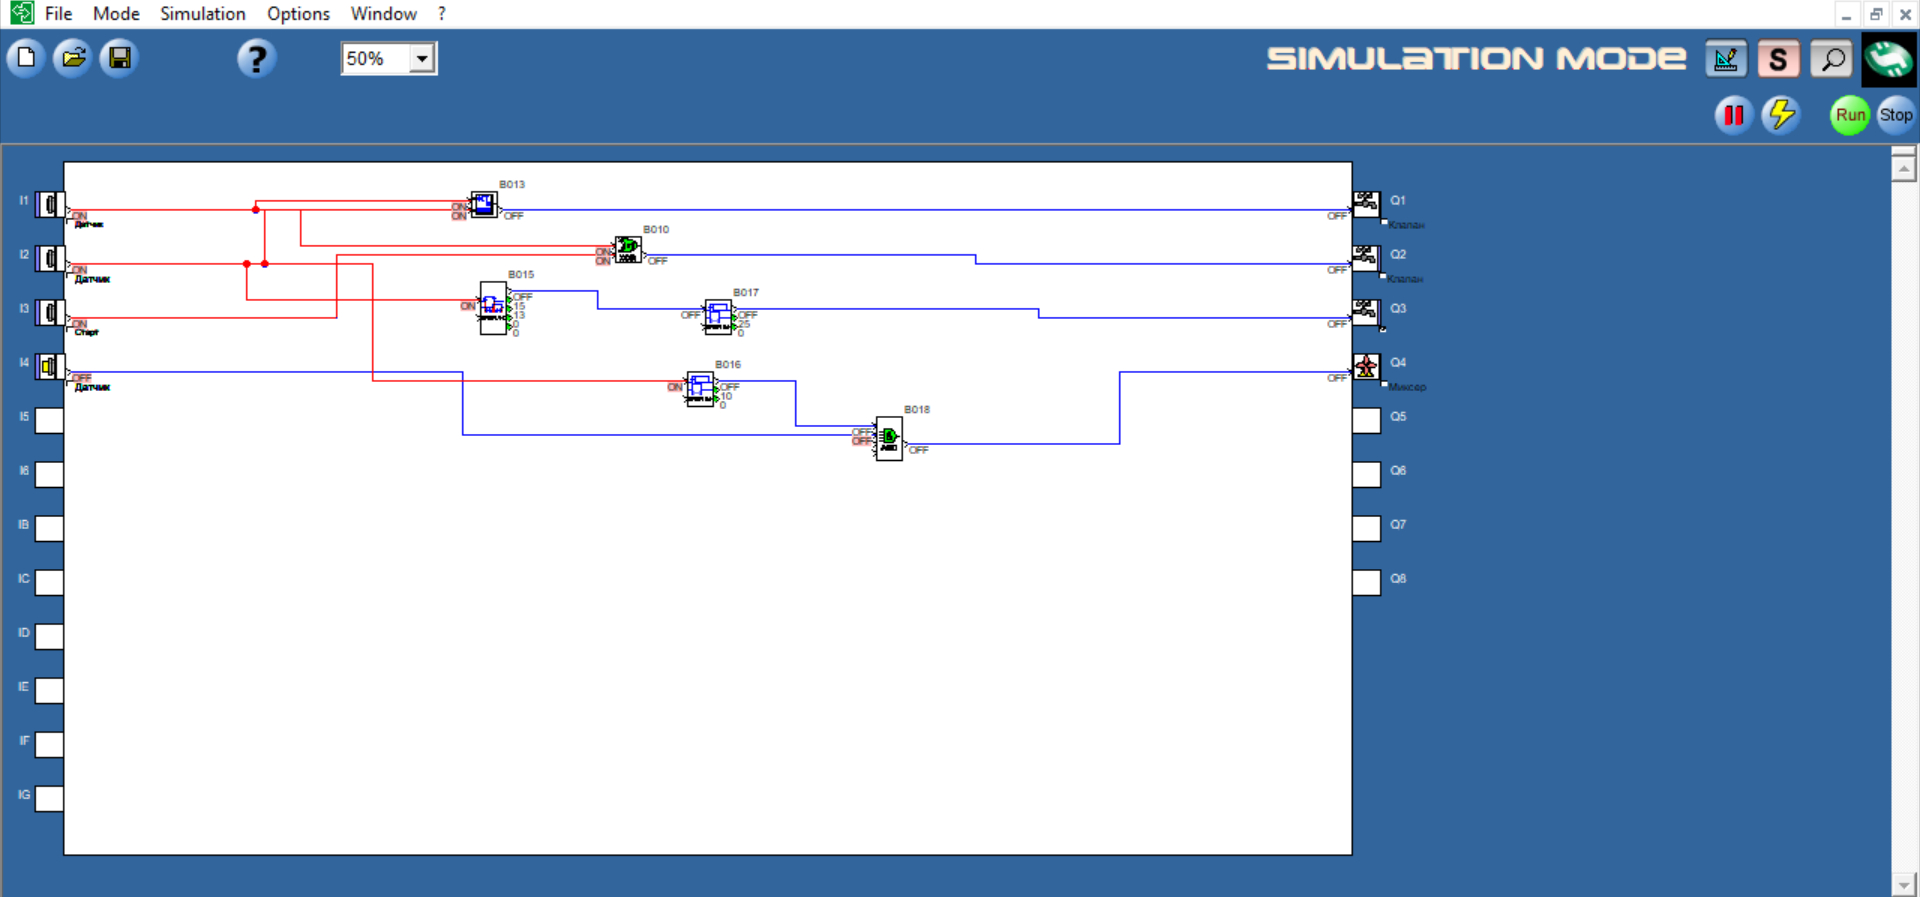 File Mode Simulation Options Window ?
50%
SIMULATION MODE
S
Run Stop
I1
ON
Датчик
B013
ON
ON
OFF
OFF
Q1
Клапан
I2
ON
Датчик
B010
ON
ON
XOR
OFF
OFF
Q2
Клапан
I3
ON
Старт
B015
ON
OFF
15
13
0
0
B017
OFF
OFF
25
0
OFF
Q3
I4
OFF
Датчик
B016
ON
OFF
10
0
OFF
Q4
Миксер
B018
OFF
OFF
AND
OFF
I5
Q5
I6
Q6
IB
Q7
IC
Q8
ID
IE
IF
IG